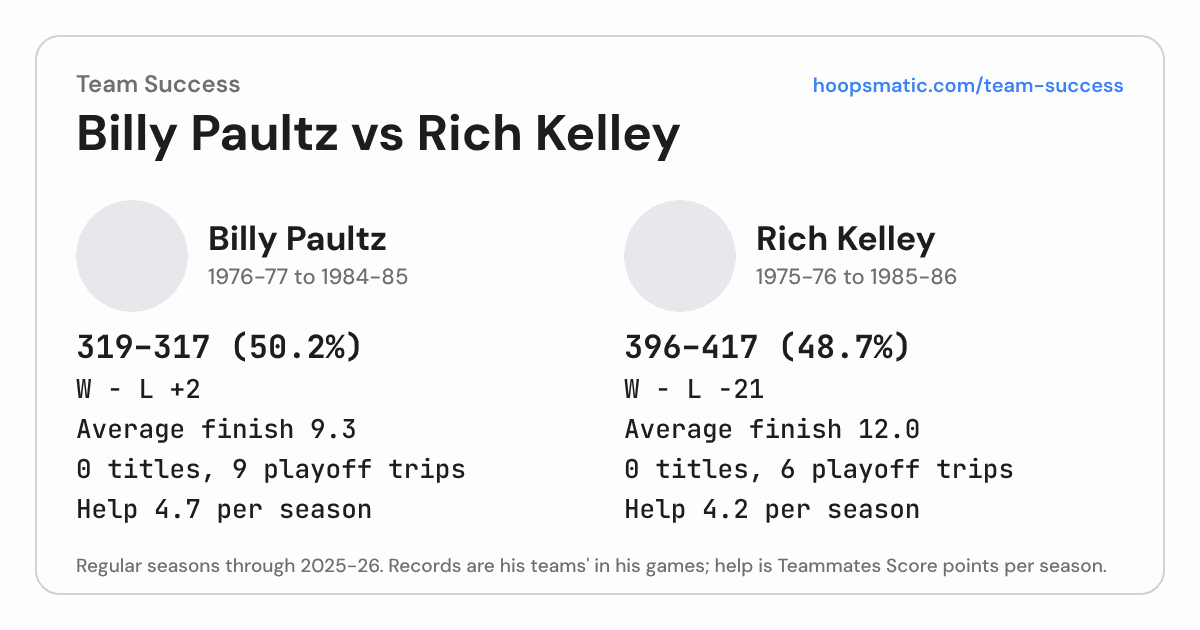 Team Success
hoopsmatic.com/team-success
Billy Paultz vs Rich Kelley
Billy Paultz
1976-77 to 1984-85
319-317 (50.2%)
W - L +2
Average finish 9.3
0 titles, 9 playoff trips
Help 4.7 per season
Rich Kelley
1975-76 to 1985-86
396-417 (48.7%)
W - L -21
Average finish 12.0
0 titles, 6 playoff trips
Help 4.2 per season
Regular seasons through 2025-26. Records are his teams' in his games; help is Teammates Score points per season.